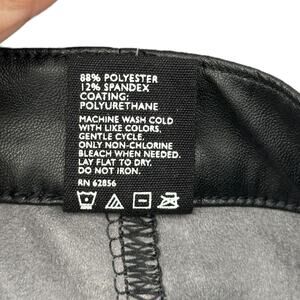 88% POLYESTER
12% SPANDEX
COATING:
POLYURETHANE
MACHINE WASH COLD
WITH LIKE COLORS.
GENTLE CYCLE.
ONLY NON-CHLORINE
BLEACH WHEN NEEDED.
LAY FLAT TO DRY.
DO NOT IRON.
RN 62856